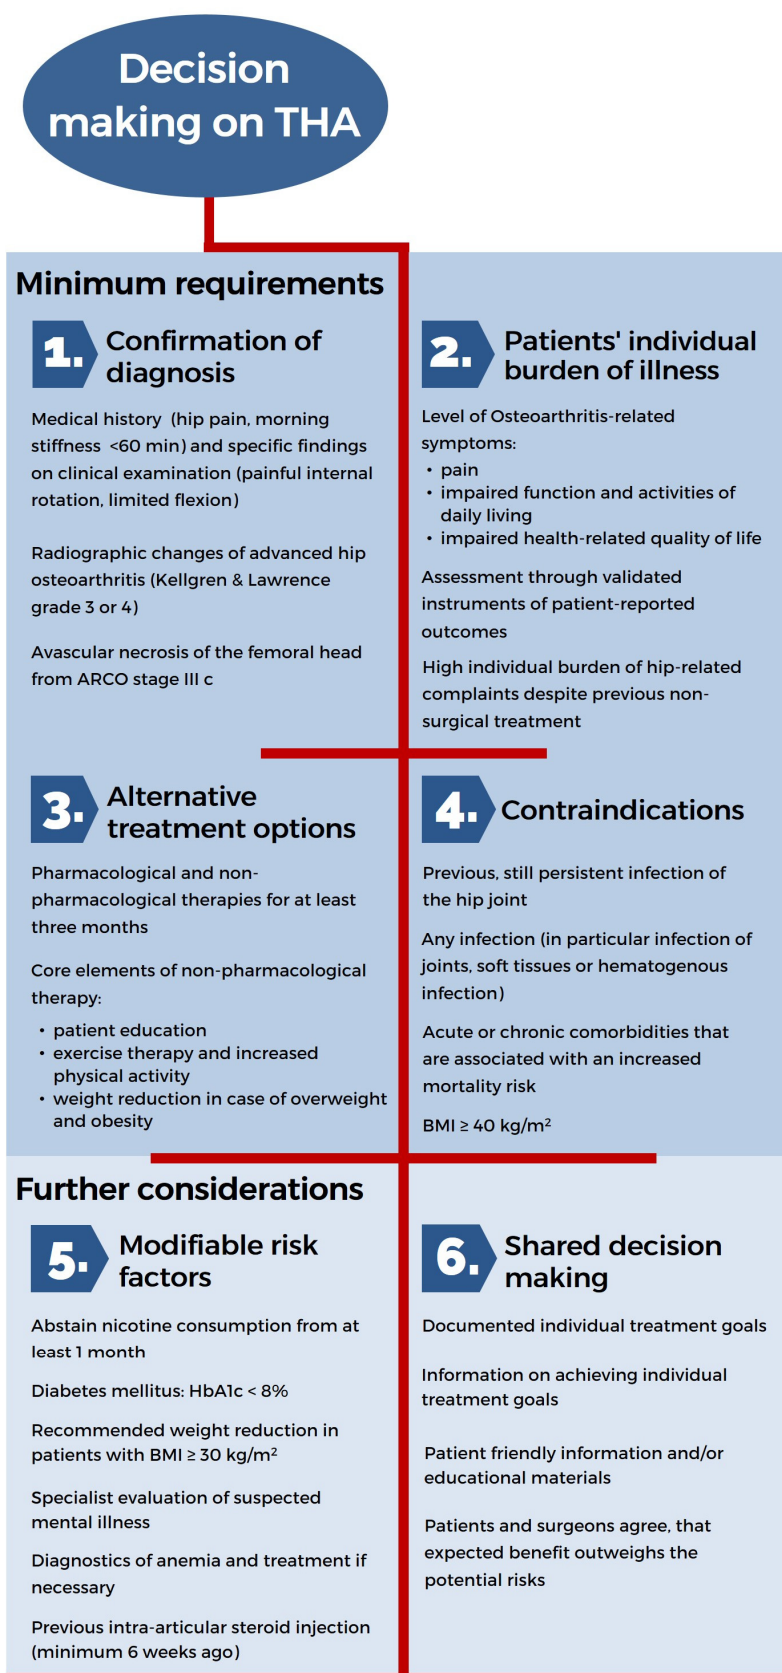 Decision
making on THA
Minimum requirements
1.
Confirmation of
diagnosis
Medical history (hip pain, morning
stiffness <60 min) and specific findings
on clinical examination (painful internal
rotation, limited flexion)
Radiographic changes of advanced hip
osteoarthritis (Kellgren & Lawrence
grade 3 or 4)
Avascular necrosis of the femoral head
from ARCO stage III c
2.
Patients' individual
burden of illness
Level of Osteoarthritis-related
symptoms:
• pain
• impaired function and activities of
daily living
• impaired health-related quality of life
Assessment through validated
instruments of patient-reported
outcomes
High individual burden of hip-related
complaints despite previous non-
surgical treatment
3.
Alternative
treatment options
Pharmacological and non-
pharmacological therapies for at least
three months
Core elements of non-pharmacological
therapy:
• patient education
• exercise therapy and increased
physical activity
• weight reduction in case of overweight
and obesity
4.
Contraindications
Previous, still persistent infection of
the hip joint
Any infection (in particular infection of
joints, soft tissues or hematogenous
infection)
Acute or chronic comorbidities that
are associated with an increased
mortality risk
BMI ≥ 40 kg/m²
Further considerations
5.
Modifiable risk
factors
Abstain nicotine consumption from at
least 1 month
Diabetes mellitus: HbA1c < 8%
Recommended weight reduction in
patients with BMI ≥ 30 kg/m²
Specialist evaluation of suspected
mental illness
Diagnostics of anemia and treatment if
necessary
Previous intra-articular steroid injection
(minimum 6 weeks ago)
6.
Shared decision
making
Documented individual treatment goals
Information on achieving individual
treatment goals
Patient friendly information and/or
educational materials
Patients and surgeons agree, that
expected benefit outweighs the
potential risks